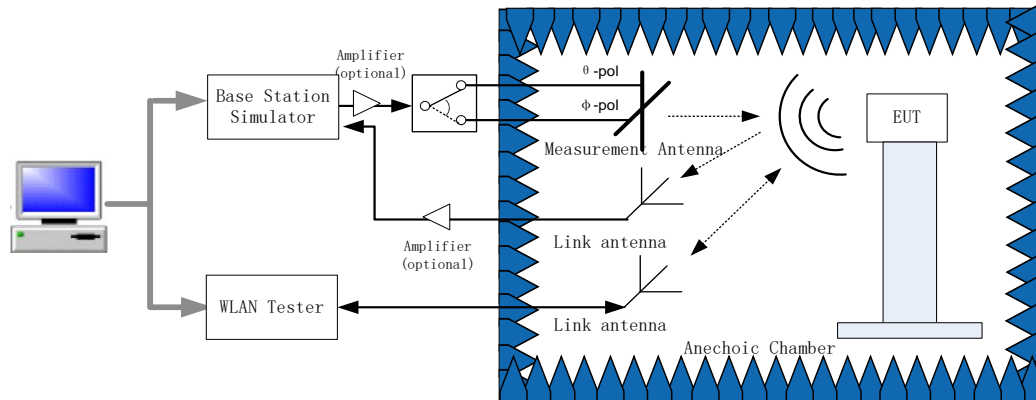 Amplifier
(optional)
Base Station
Simulator
θ-pol
ϕ-pol
Measurement Antenna
EUT
Link antenna
Amplifier
(optional)
WLAN Tester
Link antenna
Anechoic Chamber